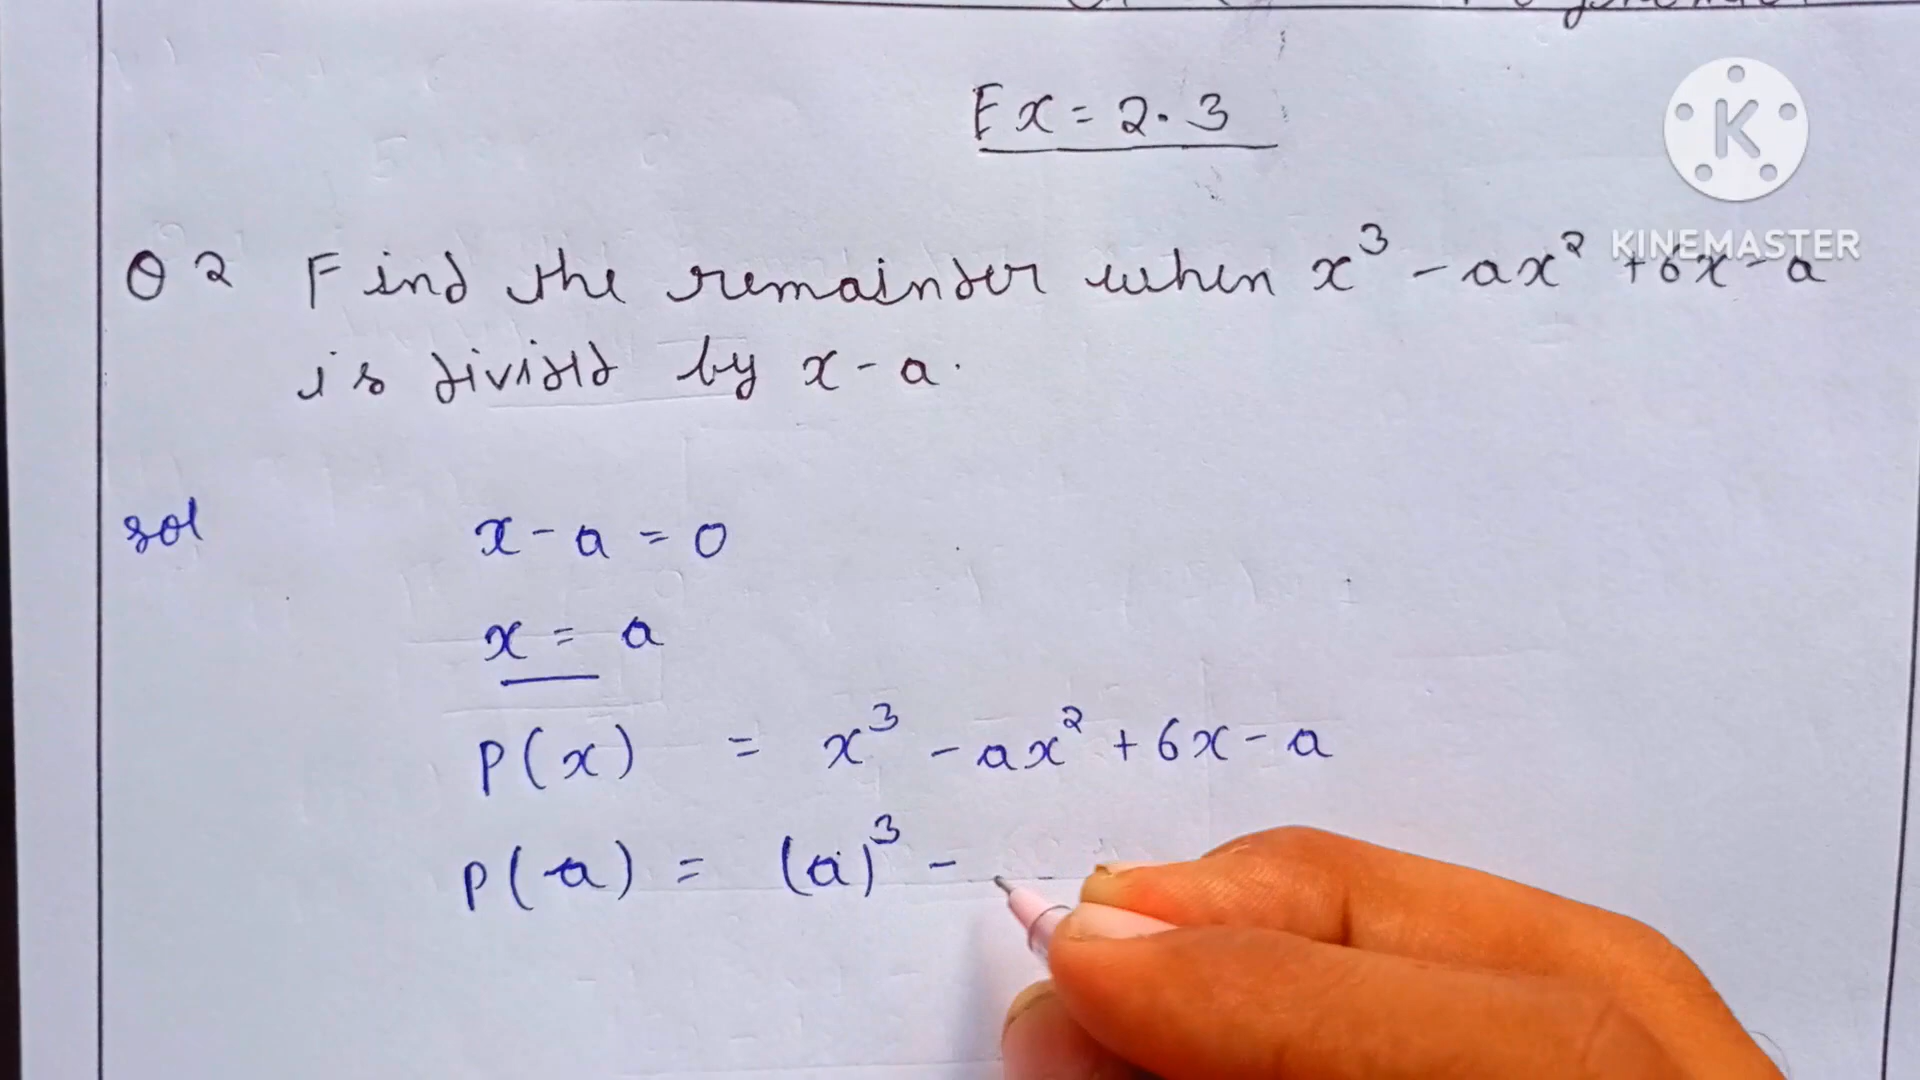 Ex = 2.3
KINEMASTER
Q 2 Find the remainder when x³ - ax² + 6x - a
is divided by x - a.
sol x - a = 0
x = a
P(x) = x³ - ax² + 6x - a
P(a) = (a)³ -